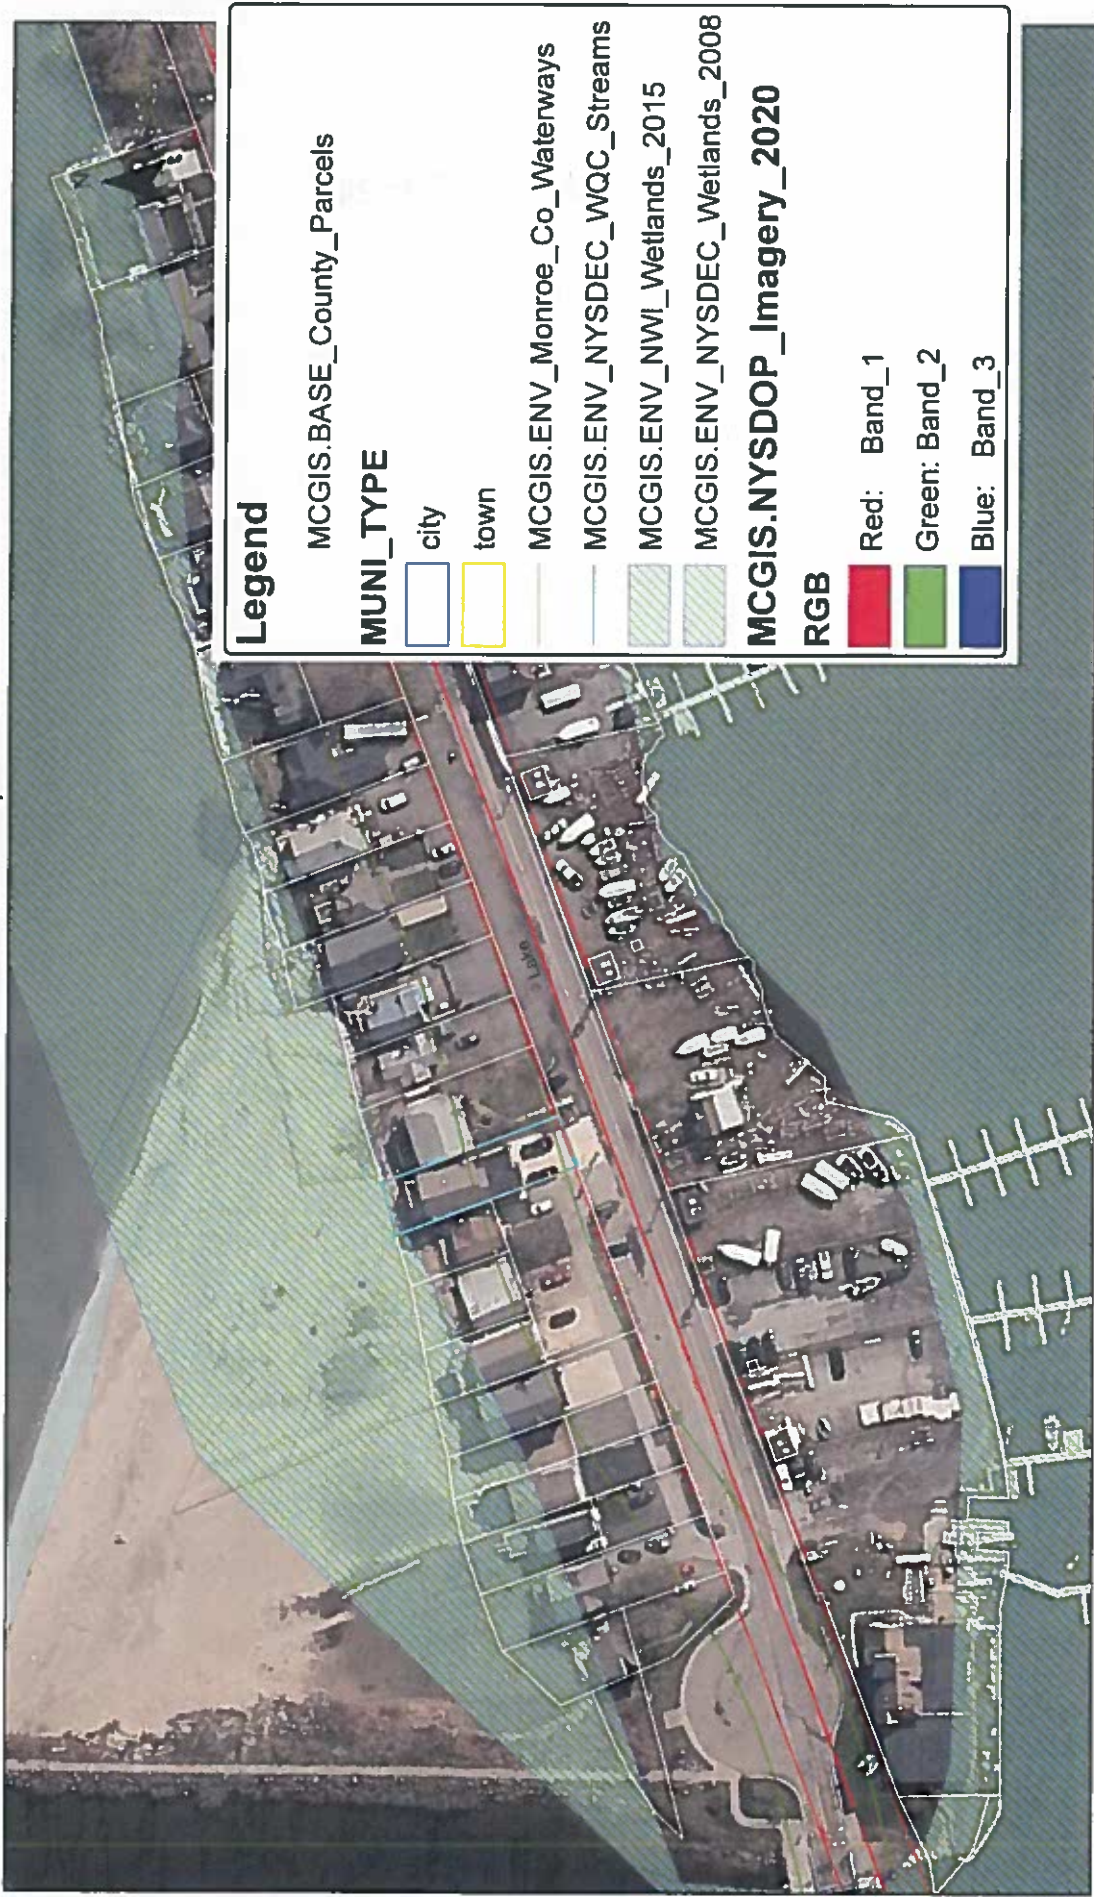 Legend
MCGIS.BASE_County_Parcels
MUNI_TYPE
city
town
MCGIS.ENV_Monroe_Co_Waterways
MCGIS.ENV_NYSDEC_WQC_Streams
MCGIS.ENV_NWI_Wetlands_2015
MCGIS.ENV_NYSDEC_Wetlands_2008
MCGIS.NYSDOP_Imagery_2020
RGB
Red: Band_1
Green: Band_2
Blue: Band_3
Lake